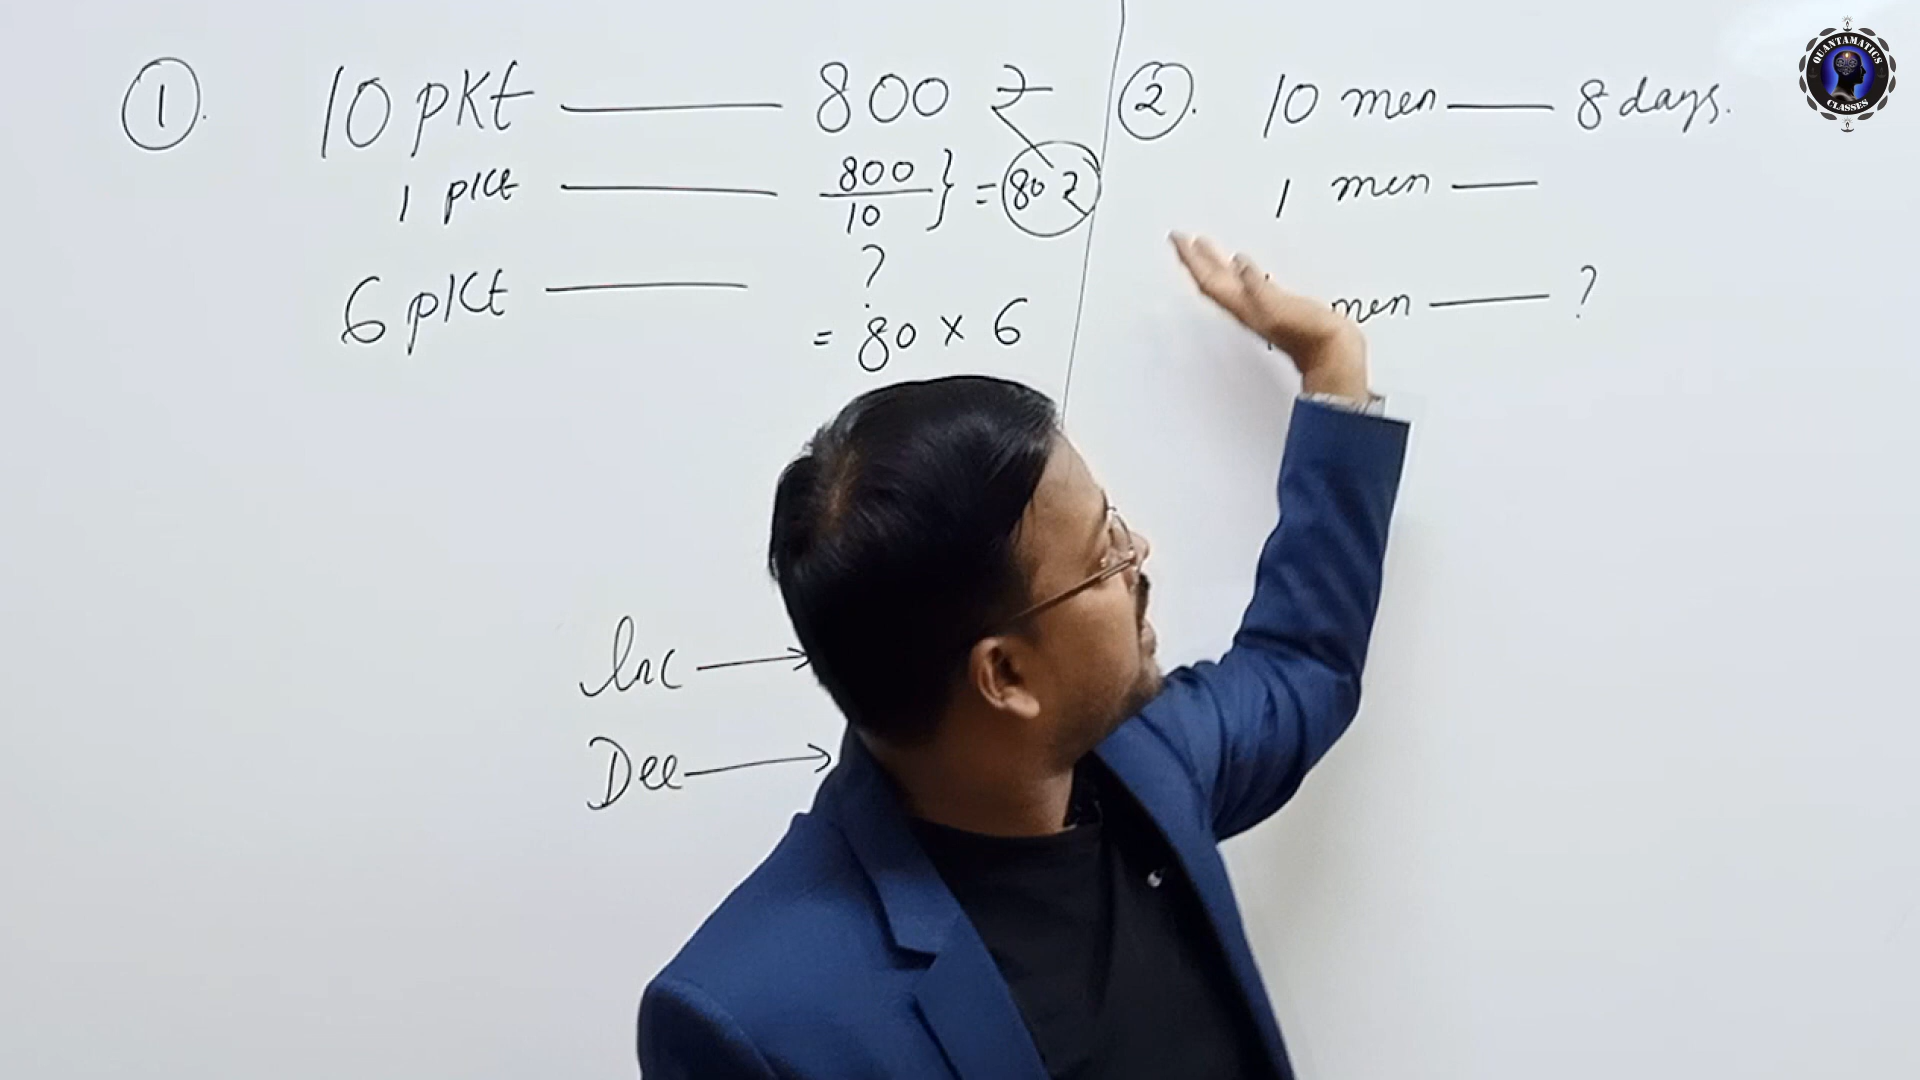 1.
10 pkt — 800 ₹
1 pkt — 800/10 } = 80 ₹
6 pkt — ?
= 80 × 6
Inc →
Dec →
2.
10 men — 8 days.
1 men —
men — ?
QUANTAMATICS
CLASSES